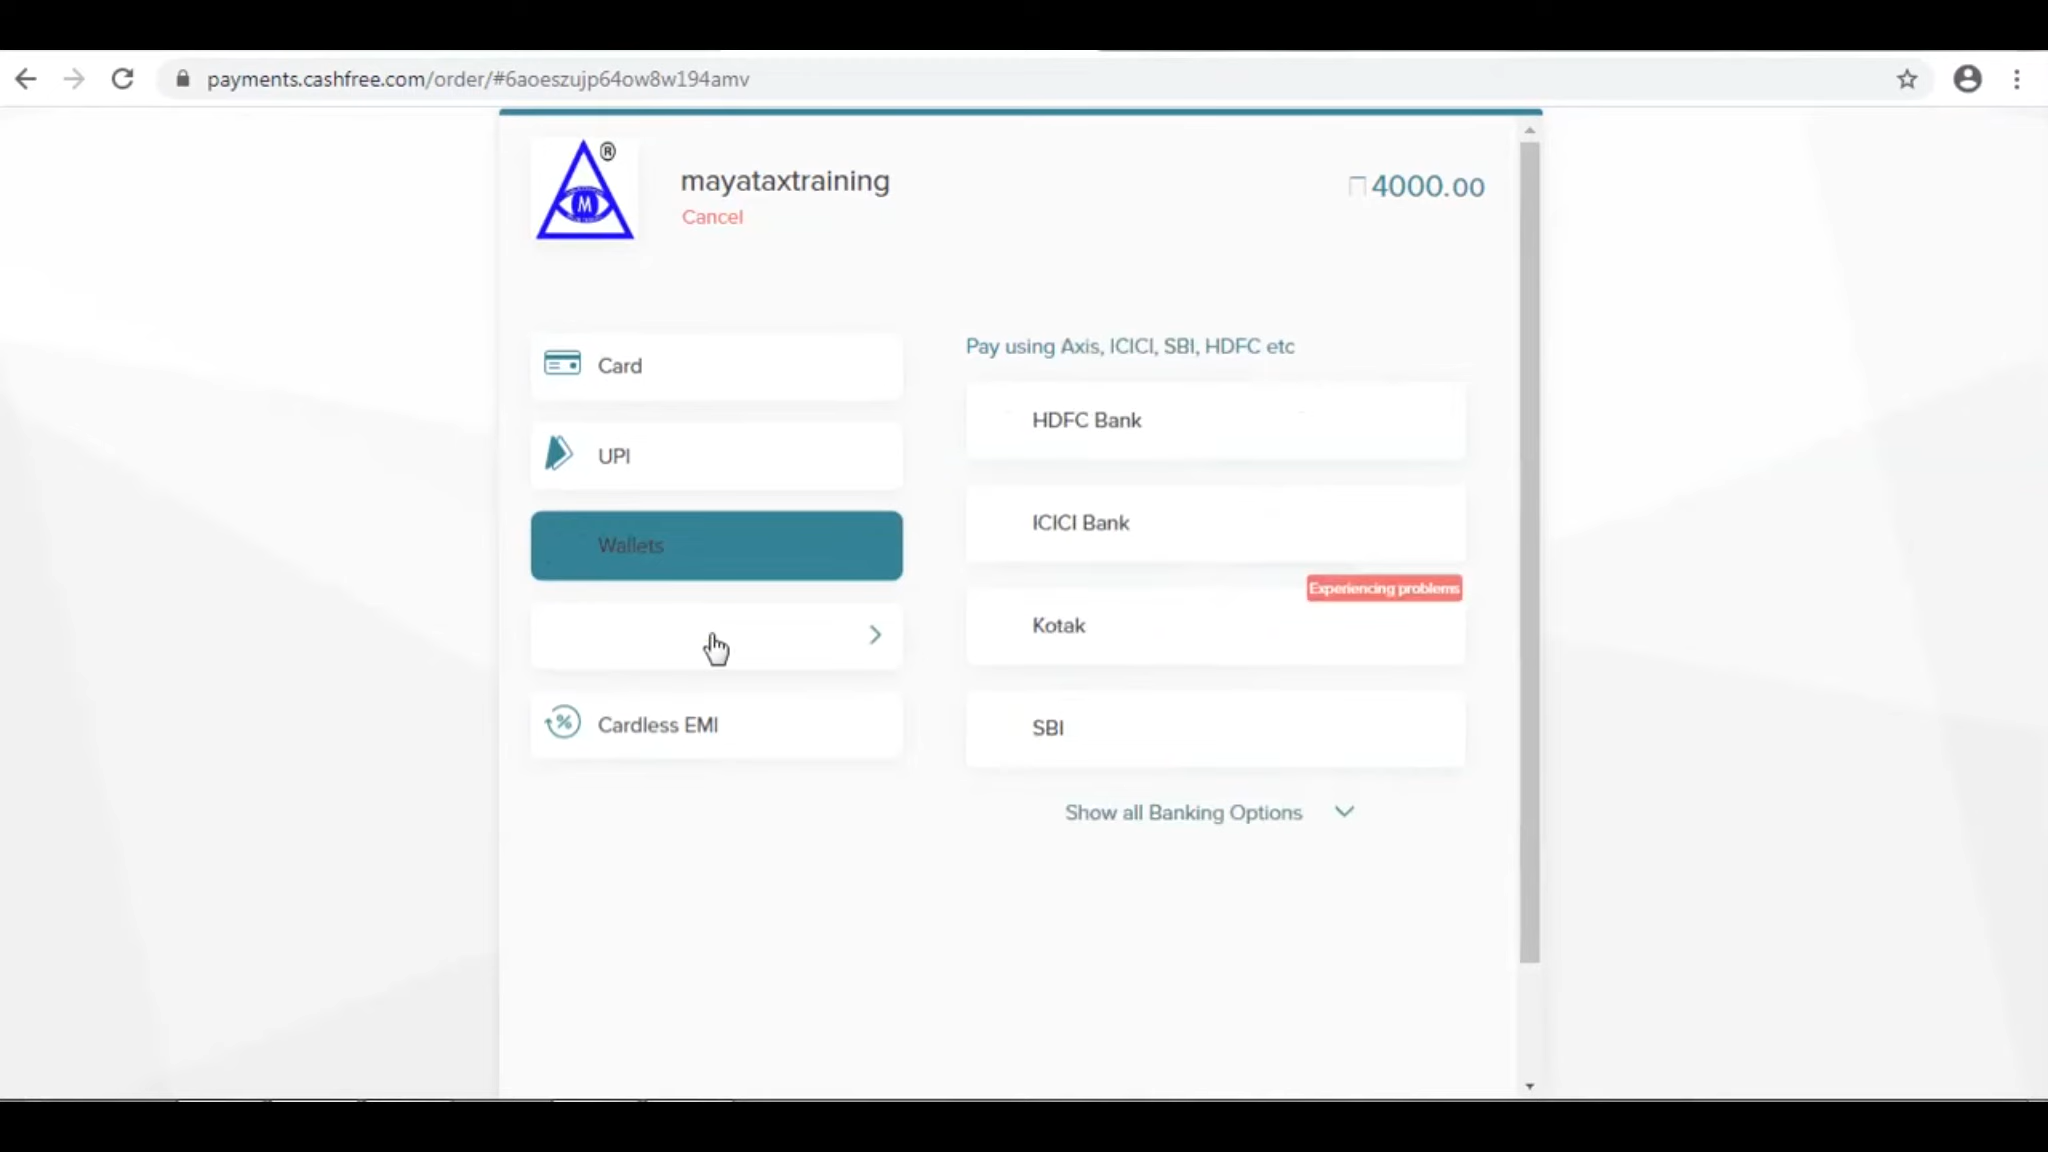 payments.cashfree.com/order/#6aoeszujp64ow8w194amv
®
M
mayataxtraining
Cancel
4000.00
Card
UPI
Wallets
Cardless EMI
Pay using Axis, ICICI, SBI, HDFC etc
HDFC Bank
ICICI Bank
Experiencing problems
Kotak
SBI
Show all Banking Options